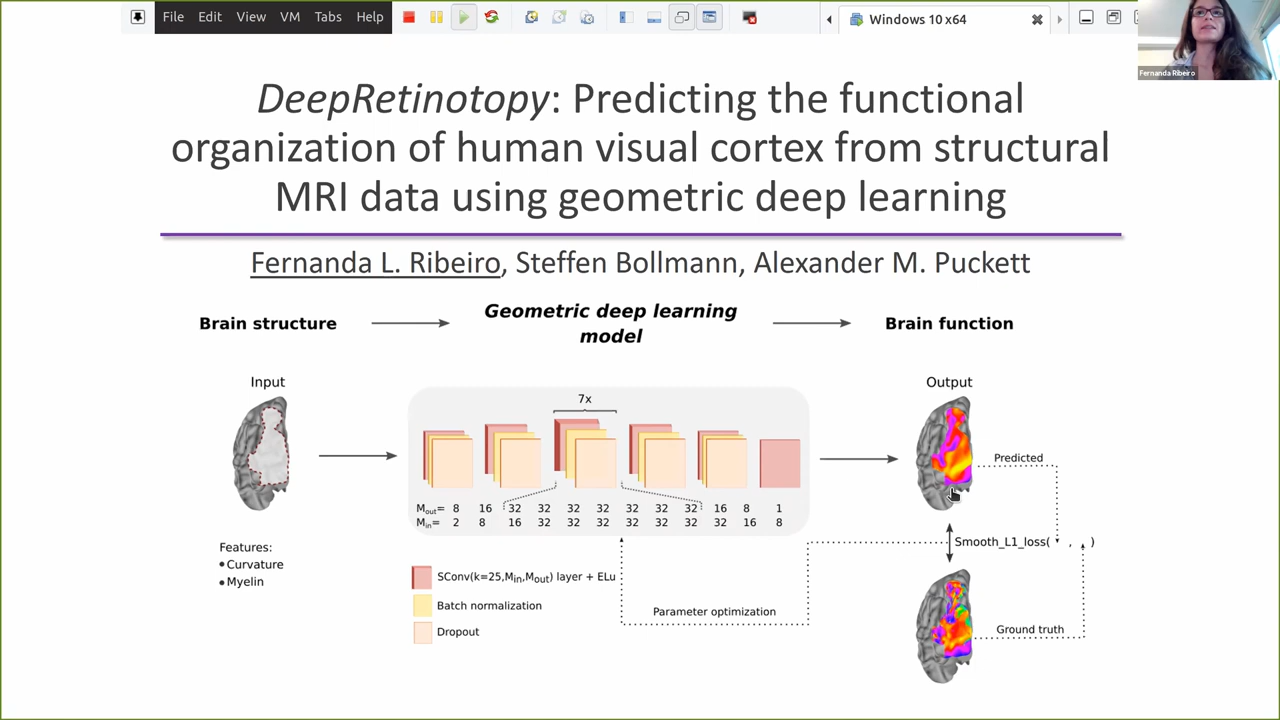 File Edit View VM Tabs Help
Windows 10 x64
Fernanda Ribeiro
DeepRetinotopy: Predicting the functional
organization of human visual cortex from structural
MRI data using geometric deep learning
Fernanda L. Ribeiro, Steffen Bollmann, Alexander M. Puckett
Brain structure
Geometric deep learning
model
Brain function
Input
7x
Output
Predicted
Mout= 8 16 32 32 32 32 32 32 32 16 8 1
Min= 2 8 16 32 32 32 32 32 32 32 16 8
Smooth_L1_loss( , )
Features:
•Curvature
•Myelin
SConv(k=25,Min,Mout) layer + ELu
Batch normalization
Dropout
Parameter optimization
Ground truth